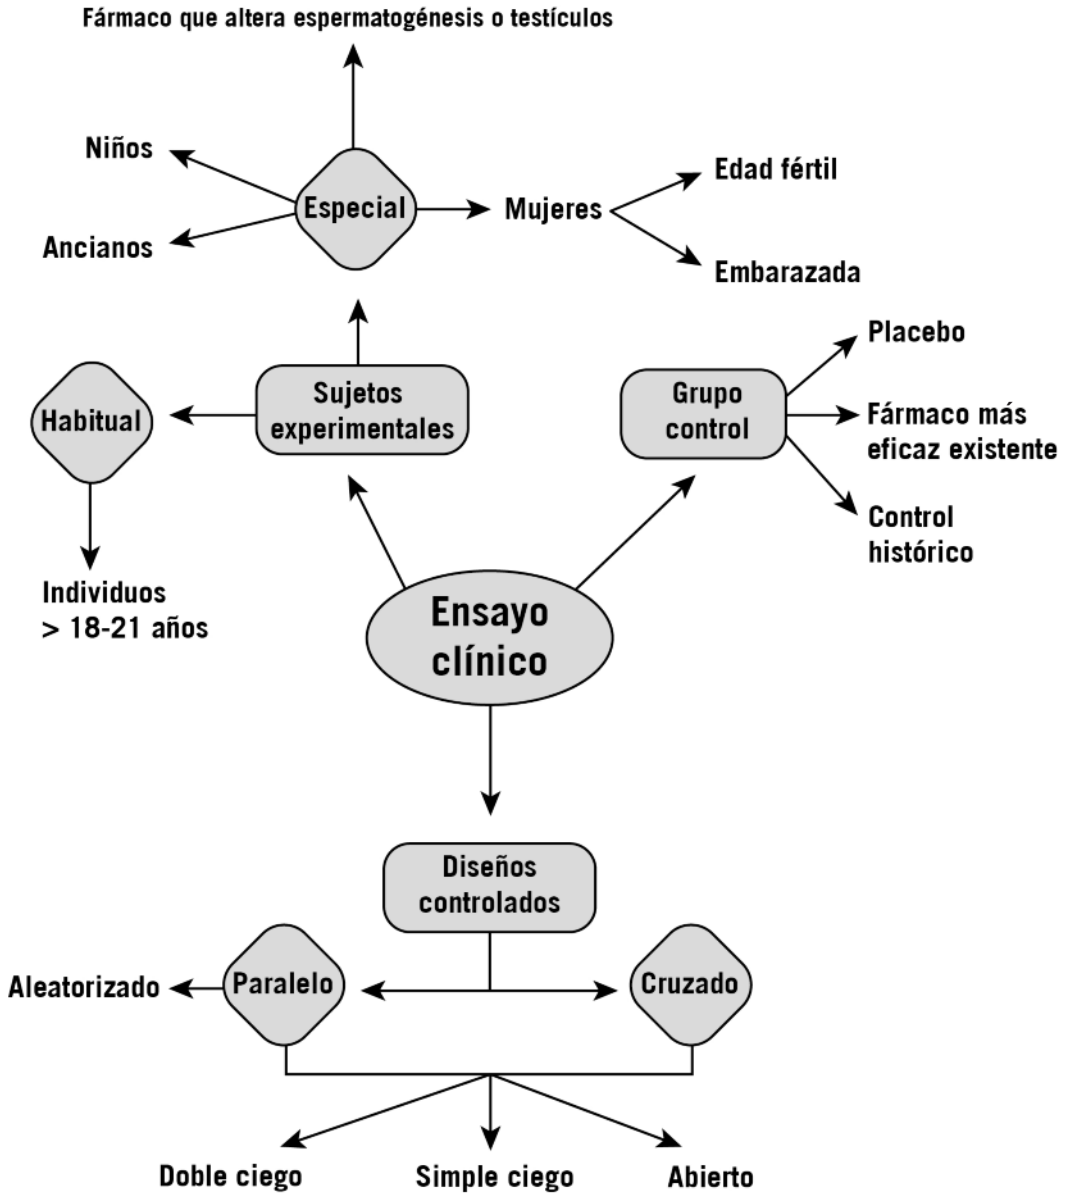 Fármaco que altera espermatogénesis o testículos
Niños
Especial
Mujeres
Edad fértil
Ancianos
Embarazada
Placebo
Habitual
Sujetos
experimentales
Grupo
control
Fármaco más
eficaz existente
Control
histórico
Individuos
> 18-21 años
Ensayo
clínico
Diseños
controlados
Aleatorizado
Paralelo
Cruzado
Doble ciego
Simple ciego
Abierto